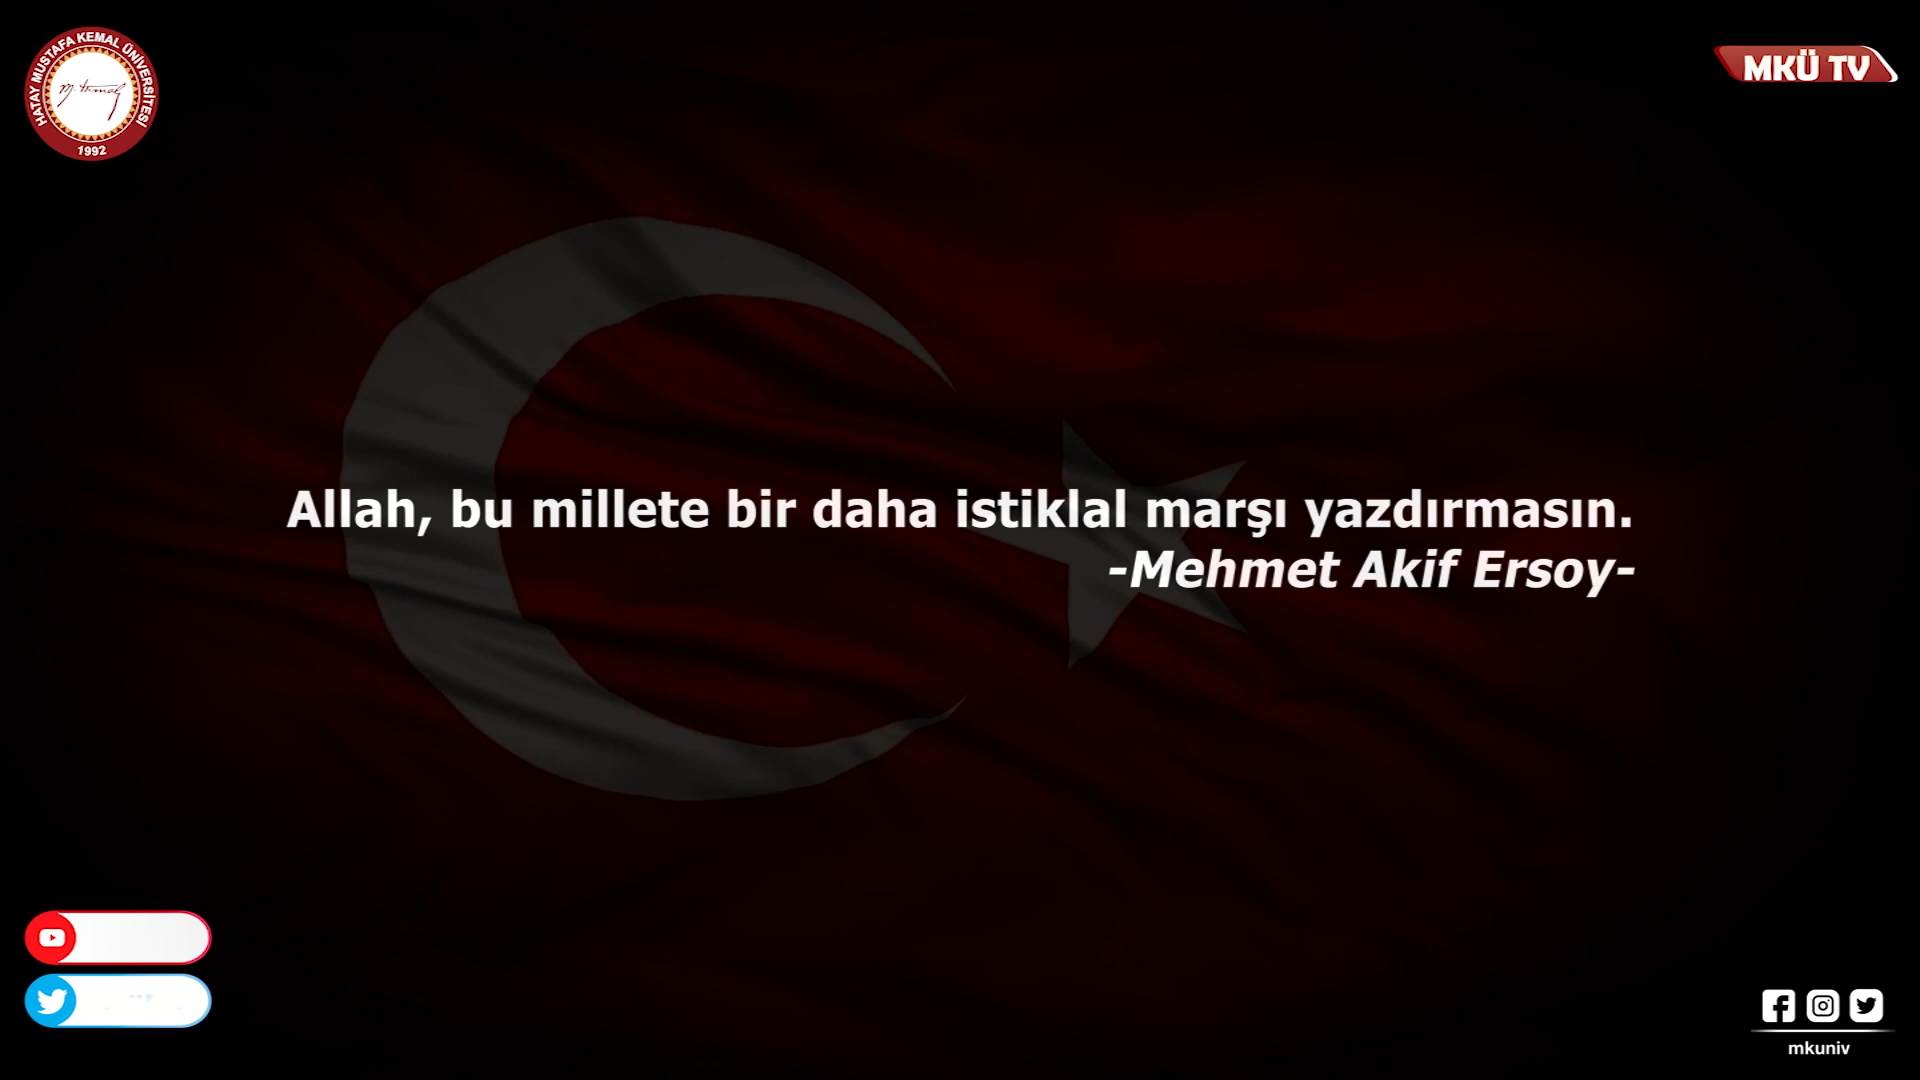 HATAY MUSTAFA KEMAL ÜNİVERSİTESİ
1992
MKÜ TV
Allah, bu millete bir daha istiklal marşı yazdırmasın.
-Mehmet Akif Ersoy-
mkuniv